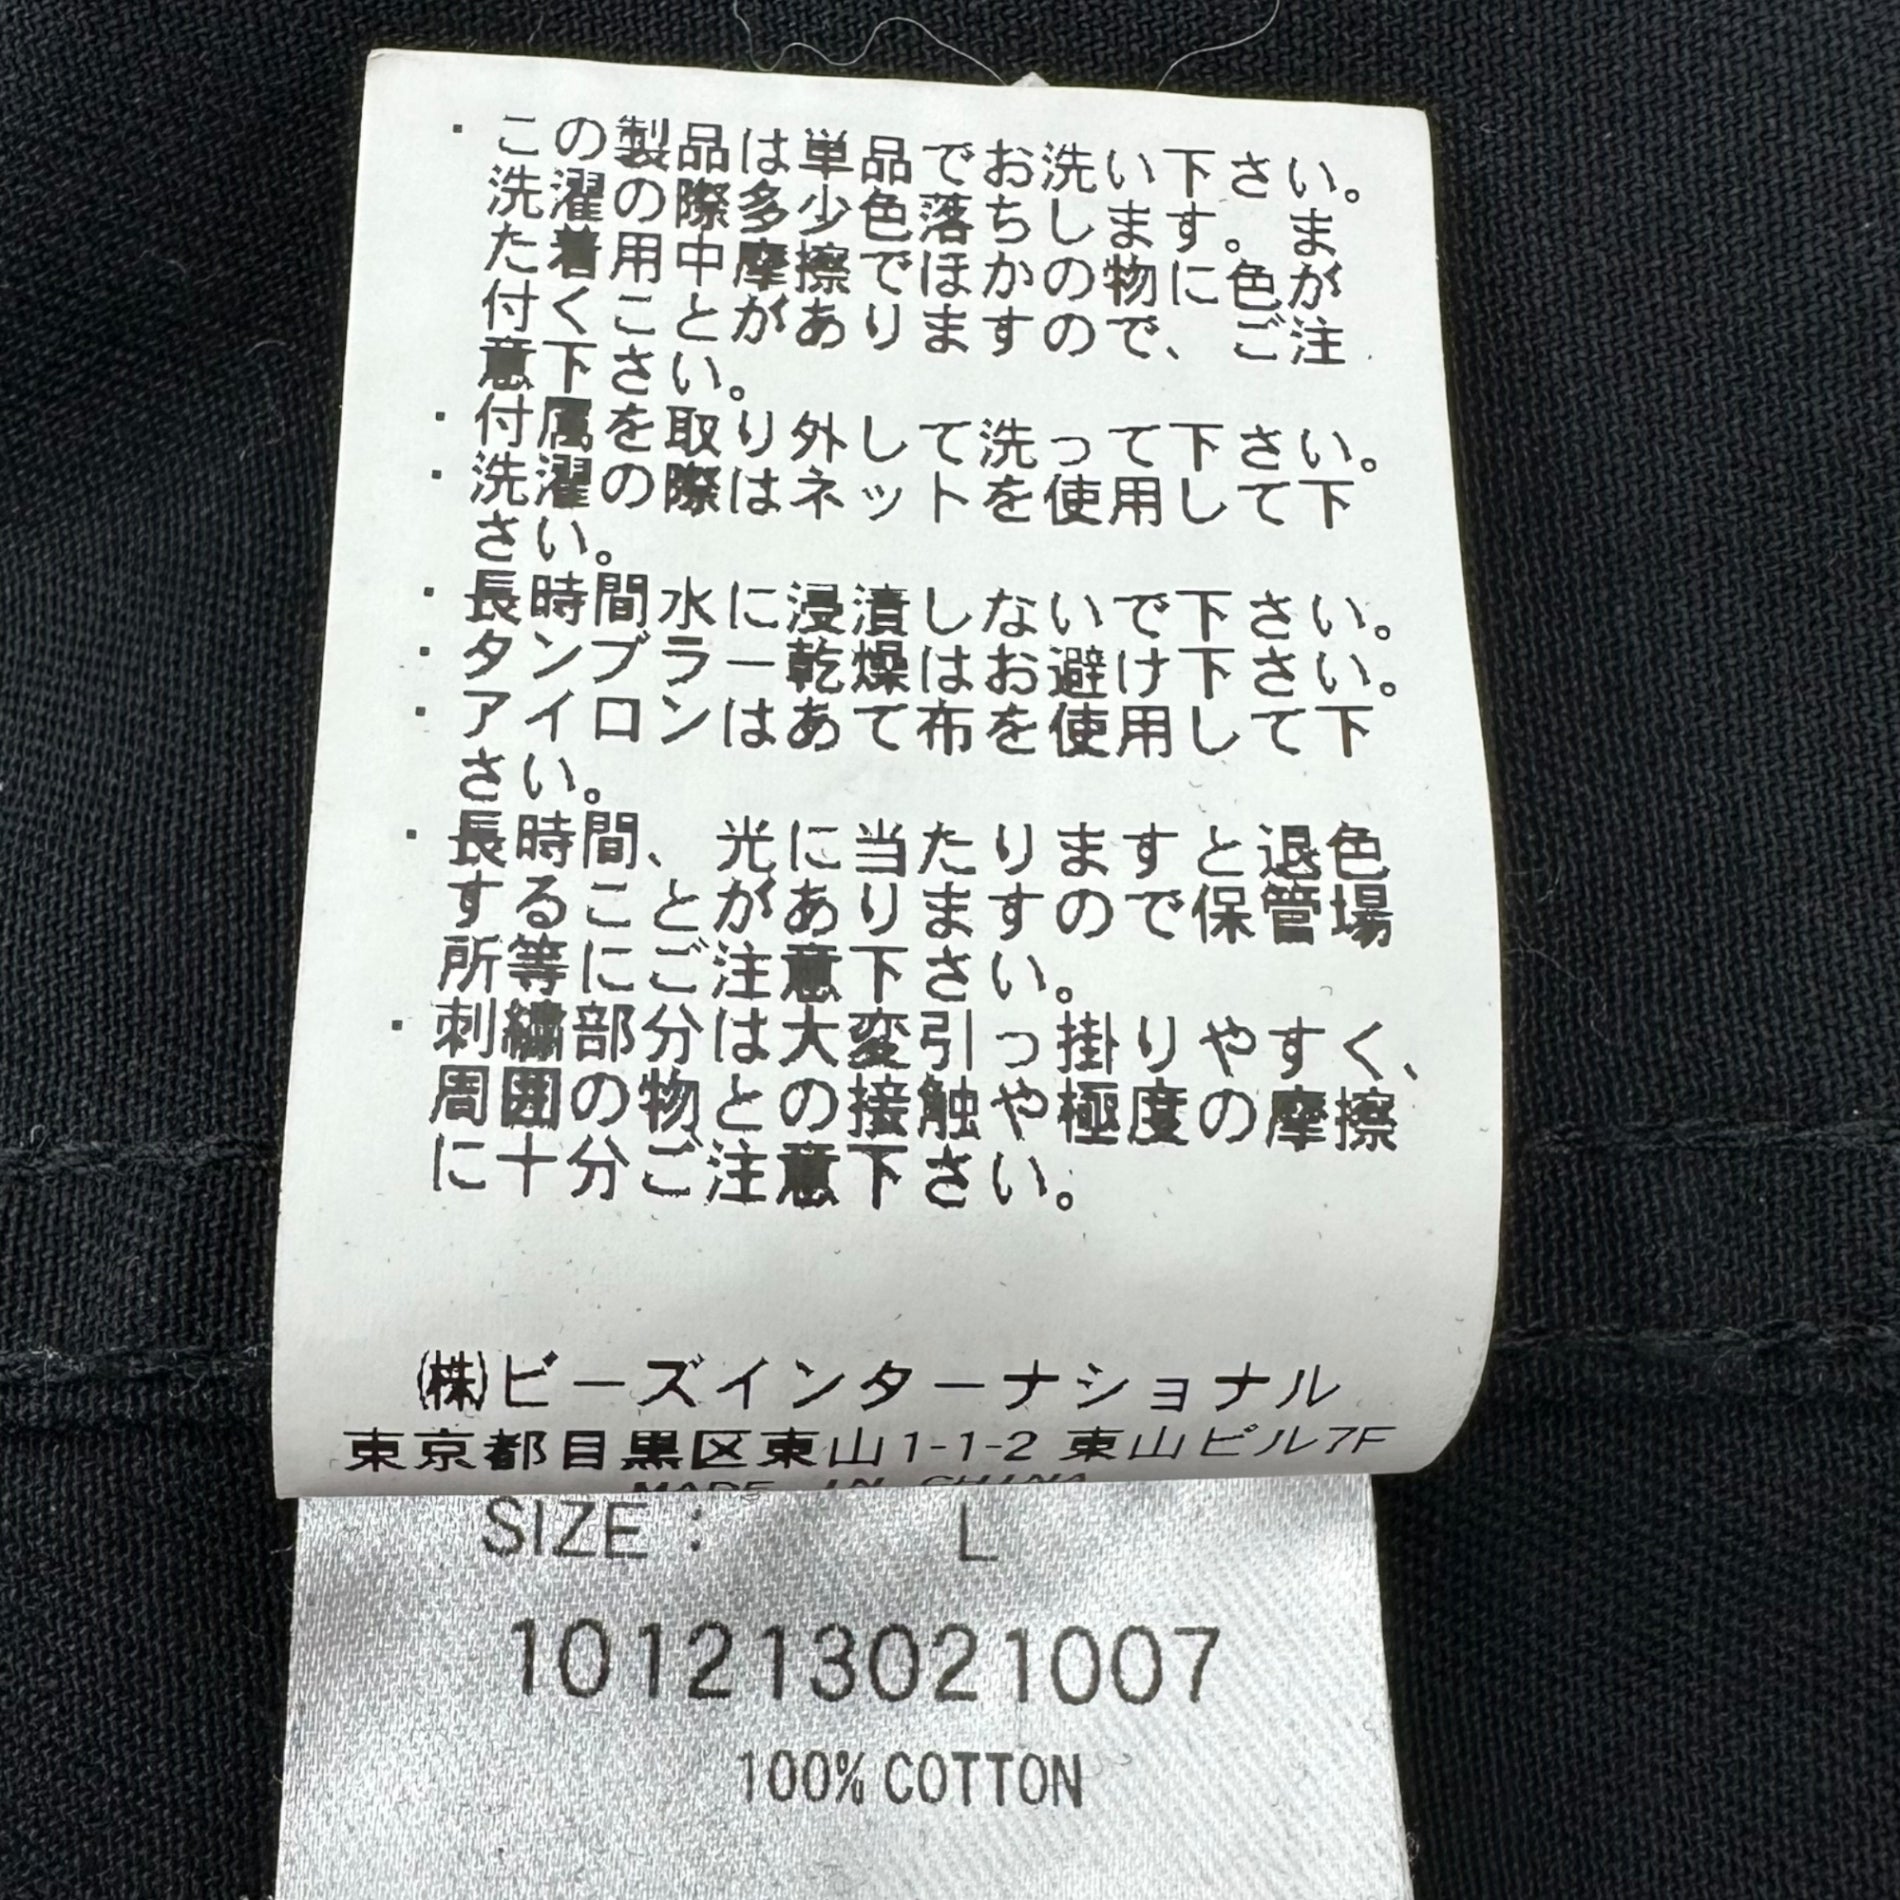 ・この製品は単品でお洗い下さい。
洗濯の際多少色落ちします。ま
た着用中摩擦でほかの物に色が
付くことがありますので、ご注
意下さい。
・付属を取り外して洗って下さい。
・洗濯の際はネットを使用して下
さい。
・長時間水に浸漬しないで下さい。
・タンブラー乾燥はお避け下さい。
・アイロンはあて布を使用して下
さい。
・長時間、光に当たりますと退色
することがありますので保管場
所等にご注意下さい。
・刺繍部分は大変引っ掛りやすく、
周囲の物との接触や極度の摩擦
に十分ご注意下さい。
㈱ビーズインターナショナル
東京都目黒区東山1-1-2 東山ビル7F
MADE IN CHINA
SIZE : L
101213021007
100% COTTON